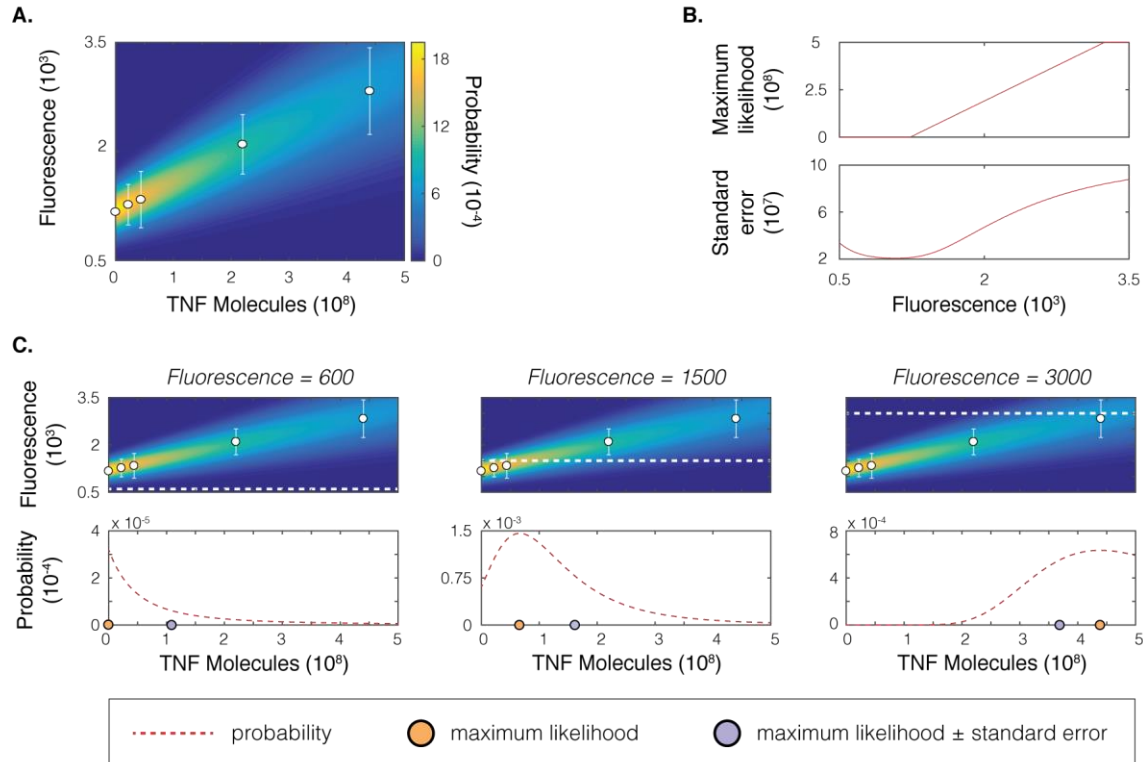 A.
3.5
2
0.5
Fluorescence (10³)
0 1 2 3 4 5
TNF Molecules (10⁸)
18
12
6
0
Probability (10⁻⁴)
B.
Maximum
likelihood
(10⁸)
5
2.5
0
Standard
error
(10⁷)
10
6
2
0.5 2 3.5
Fluorescence (10³)
C.
Fluorescence = 600
Fluorescence = 1500
Fluorescence = 3000
Fluorescence
(10³)
3.5
2
0.5
Probability
(10⁻⁴)
x 10⁻⁵
4
2
0
0 1 2 3 4 5
TNF Molecules (10⁸)
x 10⁻³
1.5
0.75
0
0 1 2 3 4 5
TNF Molecules (10⁸)
x 10⁻⁴
8
4
0
0 1 2 3 4 5
TNF Molecules (10⁸)
probability
maximum likelihood
maximum likelihood ± standard error